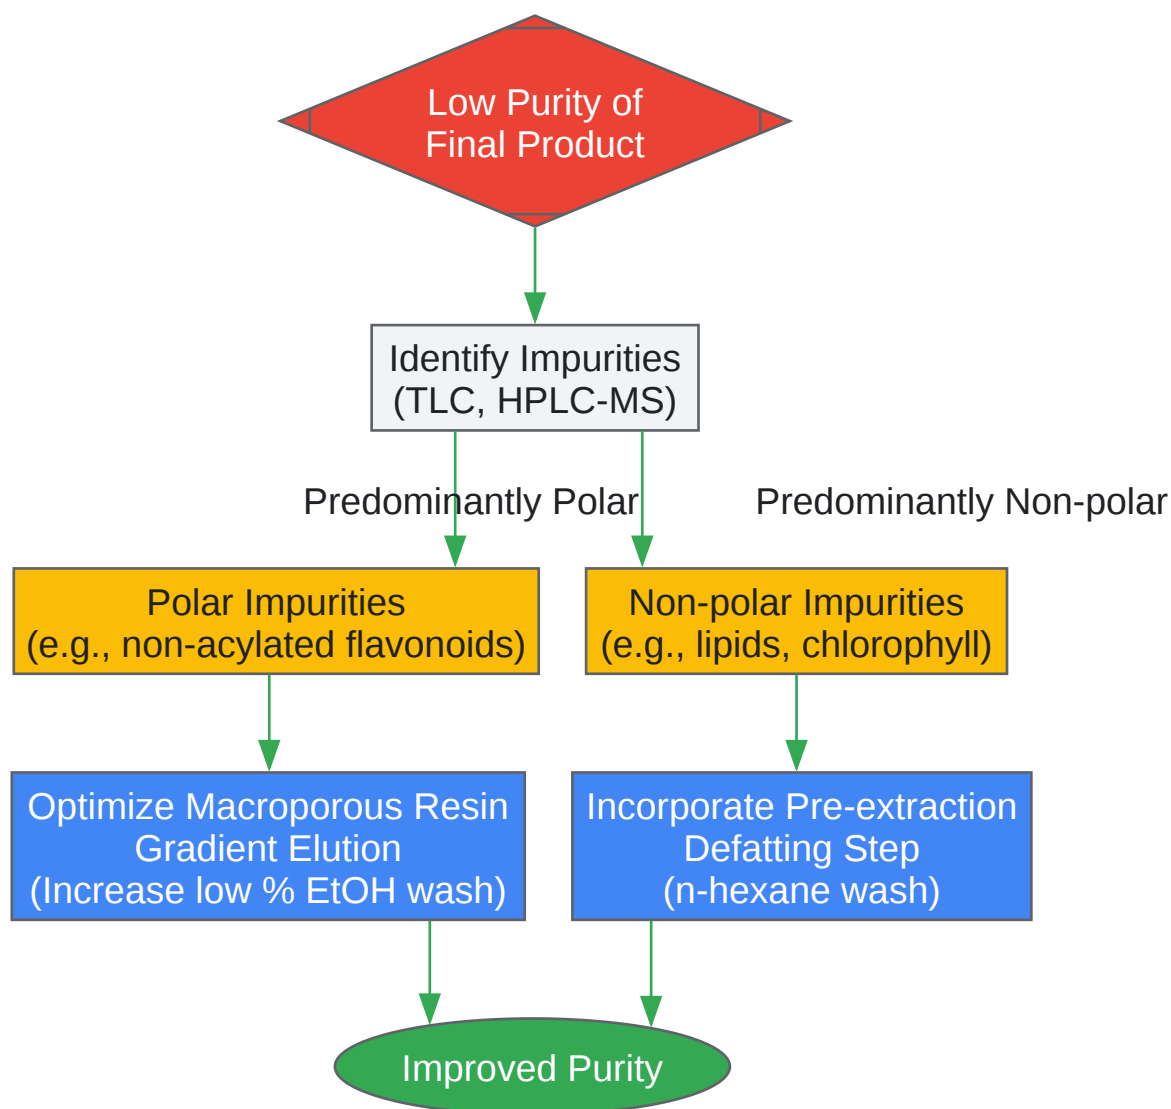 Low Purity of
Final Product
Identify Impurities
(TLC, HPLC-MS)
Predominantly Polar
Predominantly Non-polar
Polar Impurities
(e.g., non-acylated flavonoids)
Non-polar Impurities
(e.g., lipids, chlorophyll)
Optimize Macroporous Resin
Gradient Elution
(Increase low % EtOH wash)
Incorporate Pre-extraction
Defatting Step
(n-hexane wash)
Improved Purity